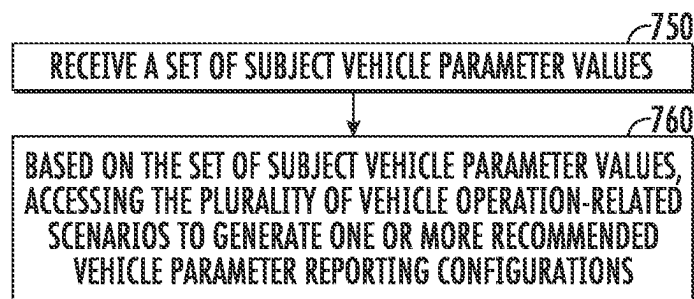 750
RECEIVE A SET OF SUBJECT VEHICLE PARAMETER VALUES
760
BASED ON THE SET OF SUBJECT VEHICLE PARAMETER VALUES,
ACCESSING THE PLURALITY OF VEHICLE OPERATION-RELATED
SCENARIOS TO GENERATE ONE OR MORE RECOMMENDED
VEHICLE PARAMETER REPORTING CONFIGURATIONS